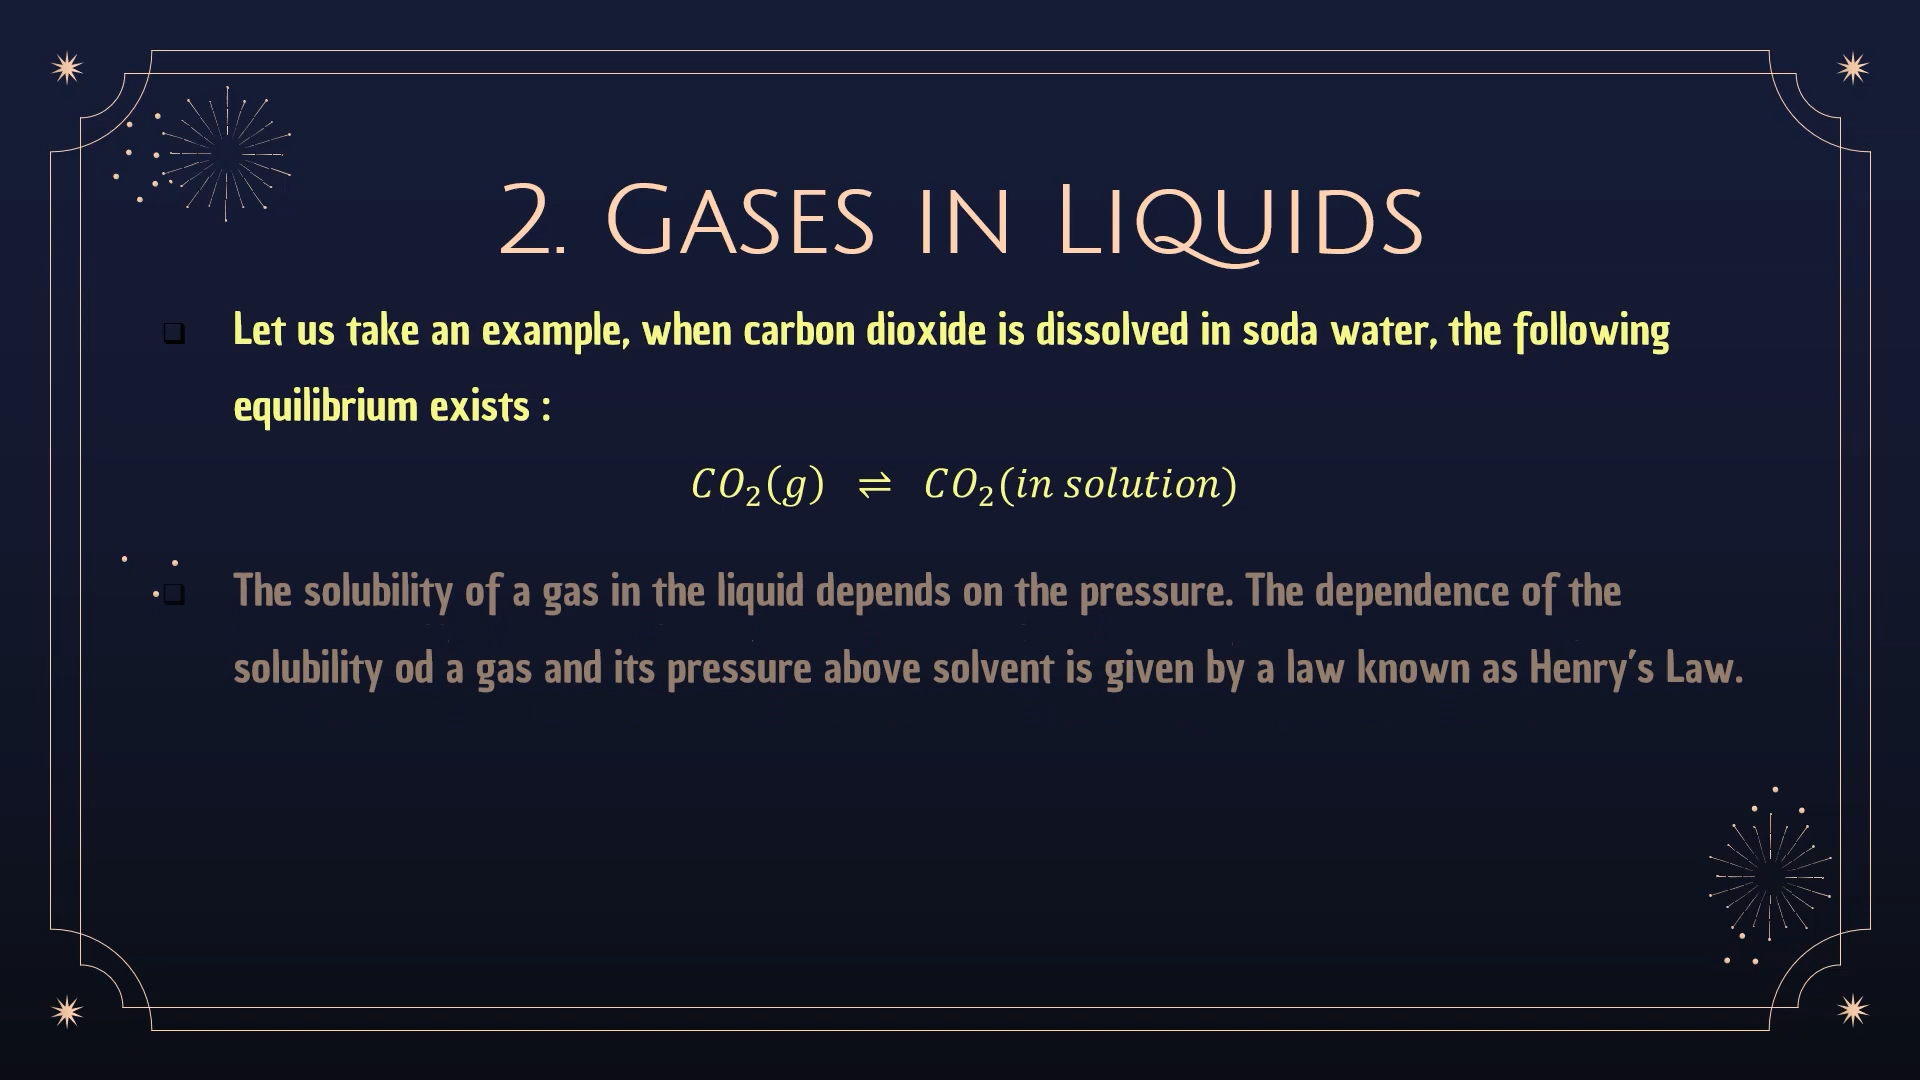 2. Gases in Liquids
❑ Let us take an example, when carbon dioxide is dissolved in soda water, the following
equilibrium exists :
CO₂(g) ⇌ CO₂(in solution)
❑ The solubility of a gas in the liquid depends on the pressure. The dependence of the
solubility od a gas and its pressure above solvent is given by a law known as Henry's Law.